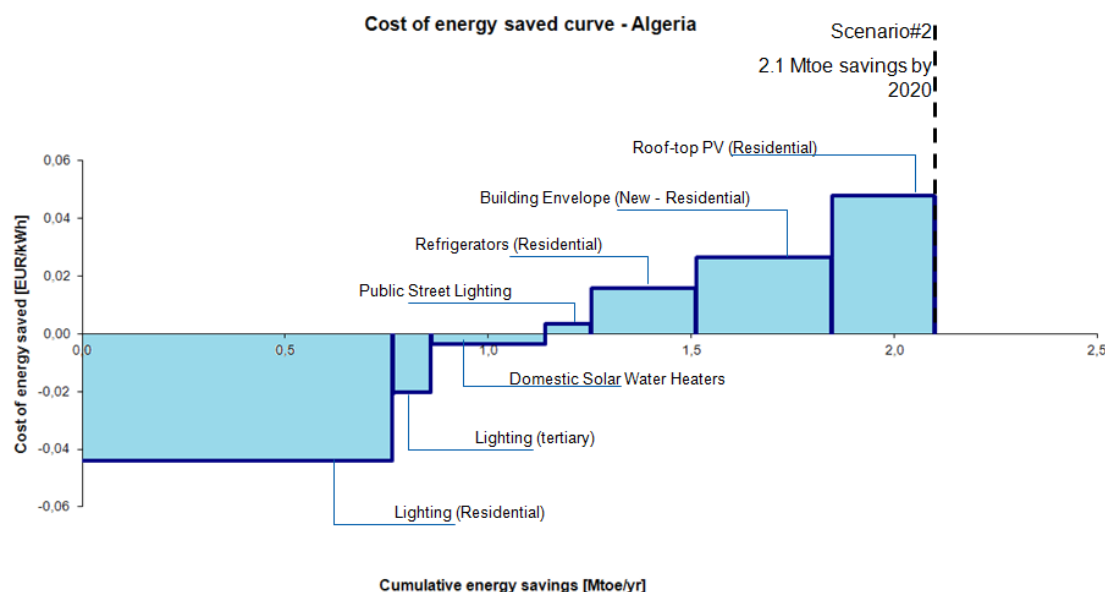 Cost of energy saved curve - Algeria
Scenario#2
2.1 Mtoe savings by
2020
Roof-top PV (Residential)
Building Envelope (New - Residential)
Refrigerators (Residential)
Public Street Lighting
Domestic Solar Water Heaters
Lighting (tertiary)
Lighting (Residential)
Cost of energy saved [EUR/kWh]
0,06
0,04
0,02
0,00
-0,02
-0,04
-0,06
0,0
0,5
1,0
1,5
2,0
2,5
Cumulative energy savings [Mtoe/yr]